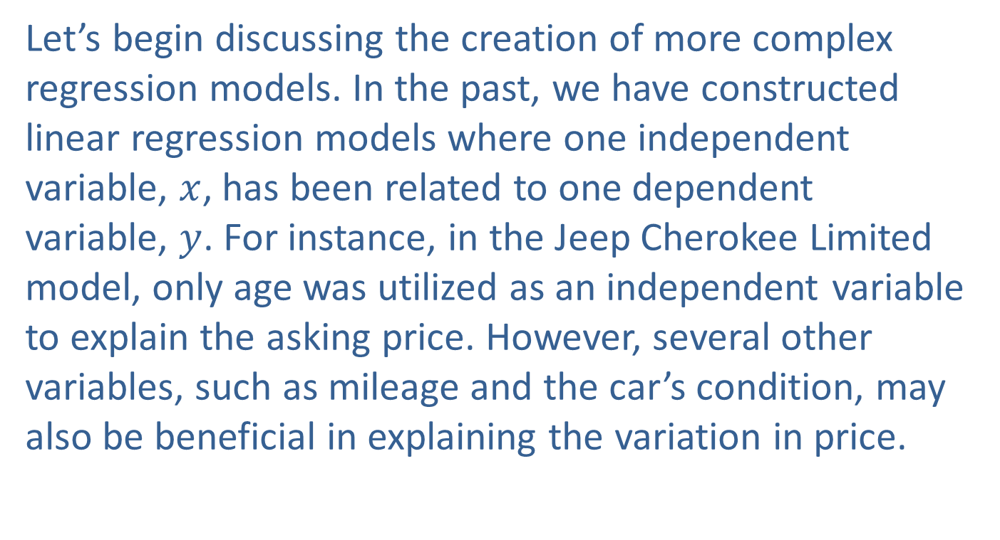 Let’s begin discussing the creation of more complex
regression models. In the past, we have constructed
linear regression models where one independent
variable, x, has been related to one dependent
variable, y. For instance, in the Jeep Cherokee Limited
model, only age was utilized as an independent variable
to explain the asking price. However, several other
variables, such as mileage and the car’s condition, may
also be beneficial in explaining the variation in price.